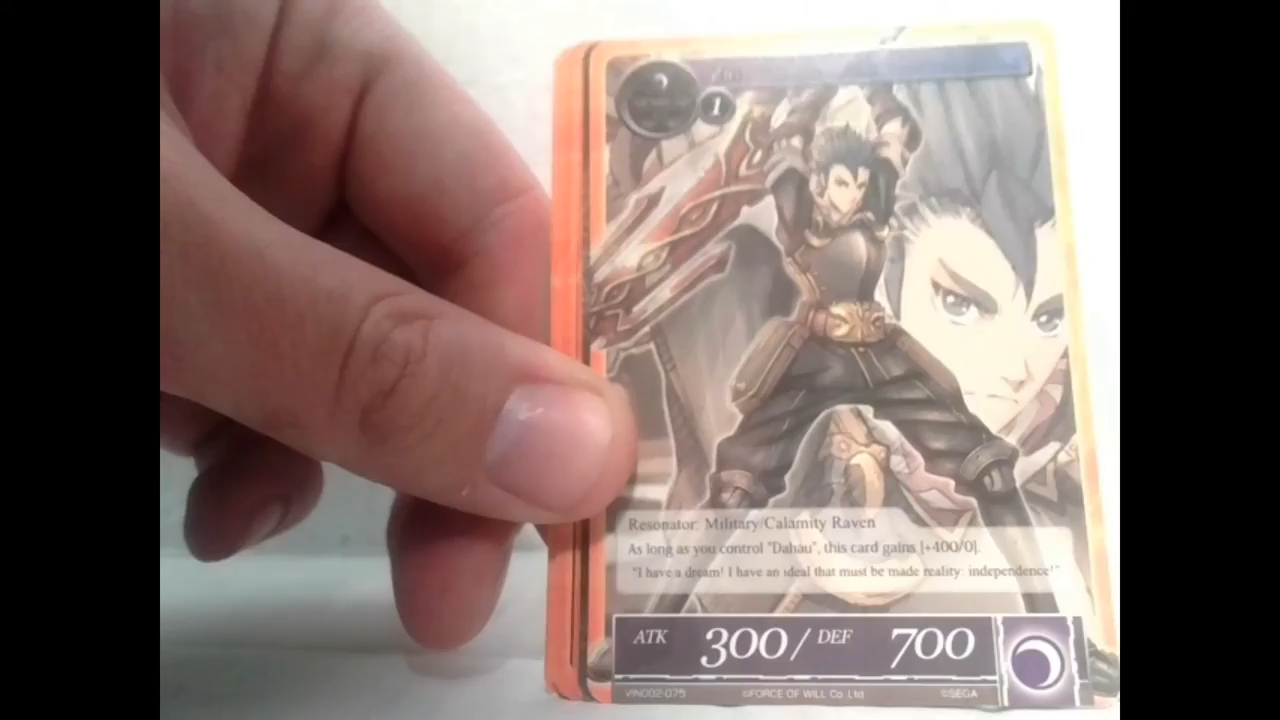 1
Resonator: Military/Calamity Raven
As long as you control "Dahau", this card gains [+400/0].
"I have a dream! I have an ideal that must be made reality: independence!"
ATK 300/ DEF 700
VIN002-075 ©FORCE OF WILL Co.,Ltd ©SEGA